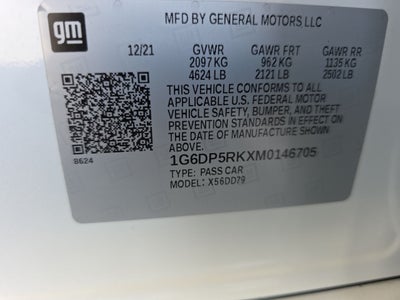 gm
MFD BY GENERAL MOTORS LLC
12/21 GVWR GAWR FRT GAWR RR
2097 KG 962 KG 1135 KG
4624 LB 2121 LB 2502 LB
THIS VEHICLE CONFORMS TO ALL
APPLICABLE U.S. FEDERAL MOTOR
VEHICLE SAFETY, BUMPER, AND THEFT
PREVENTION STANDARDS IN EFFECT ON
THE DATE OF MANUFACTURE SHOWN
ABOVE.
8624
1G6DP5RKXM0146705
TYPE: PASS CAR
MODEL: X56DD79